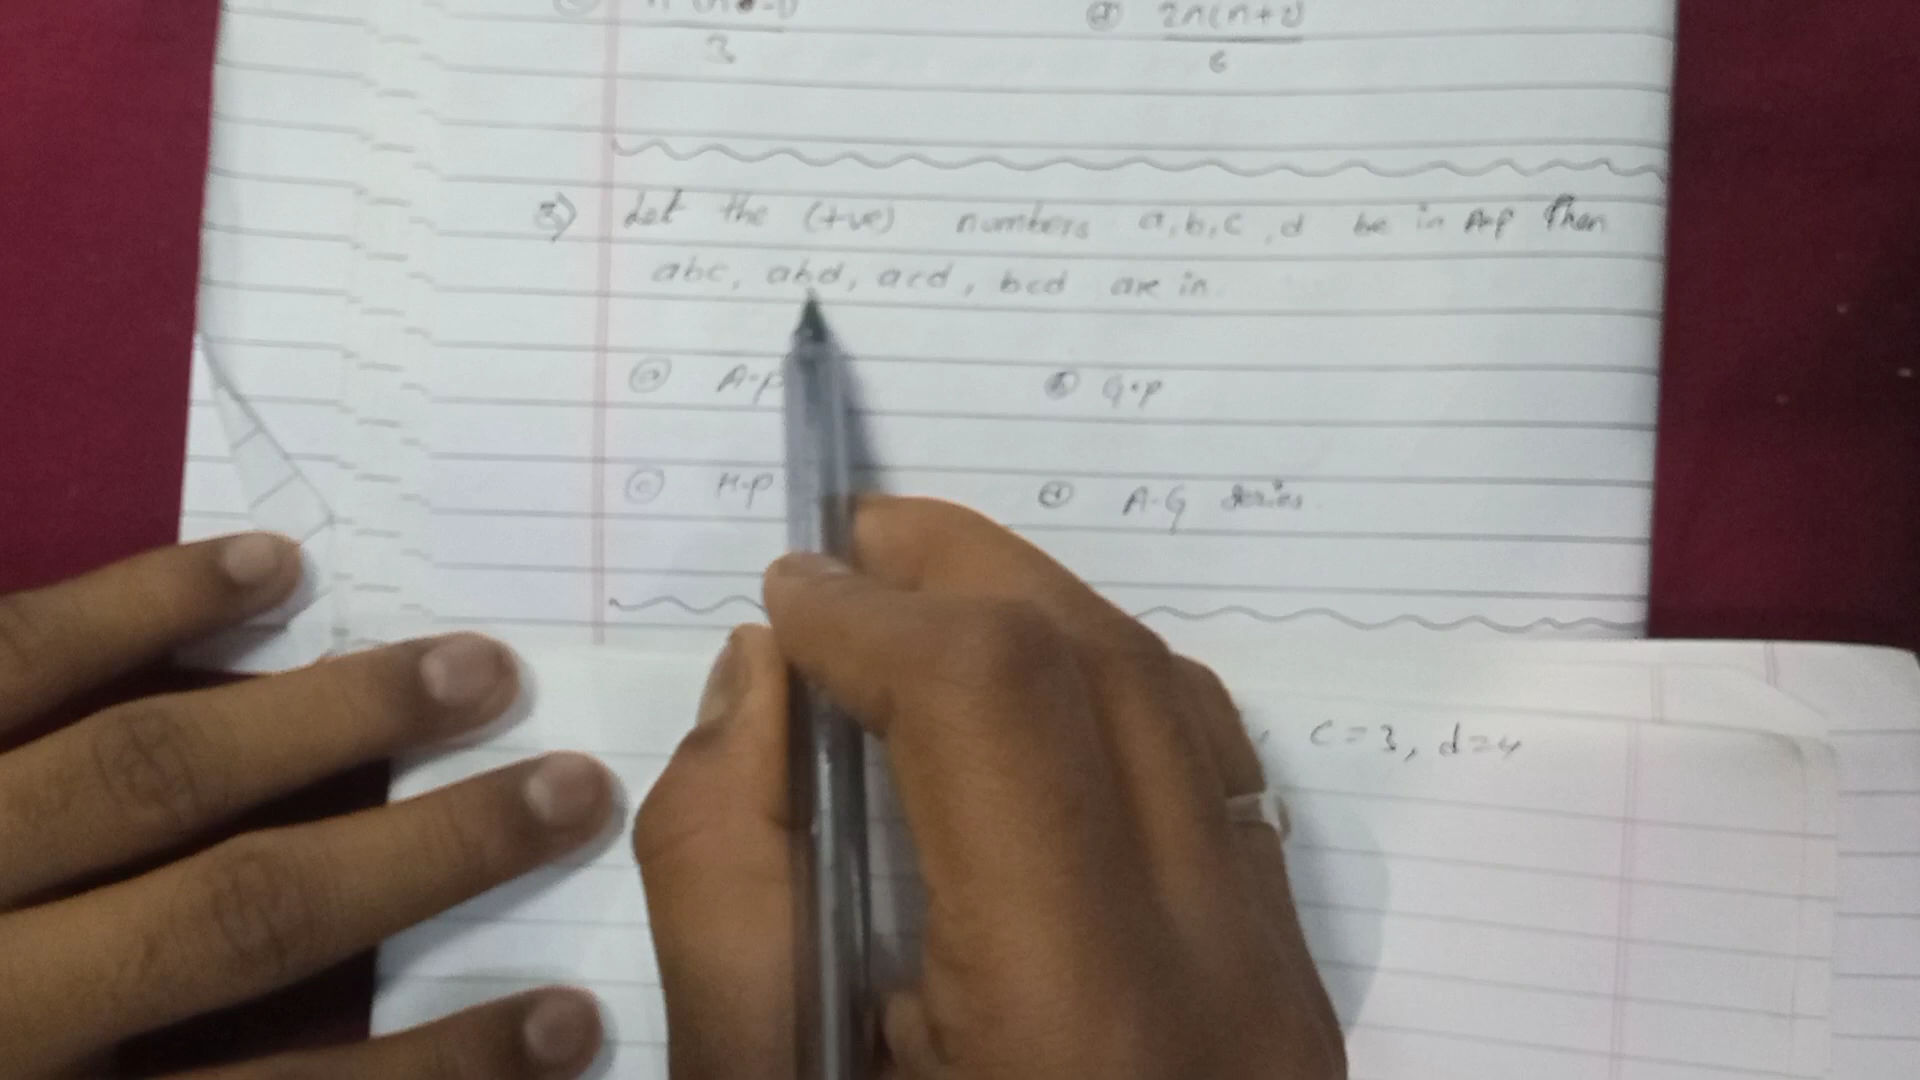 3
ⓓ 2n(n+1)
6
3) Let the (+ve) numbers a,b,c,d be in A.P Then
abc, abd, acd, bcd are in
ⓐ A.P ⓑ G.P
ⓒ H.P ⓓ A.G series
c=3, d=4